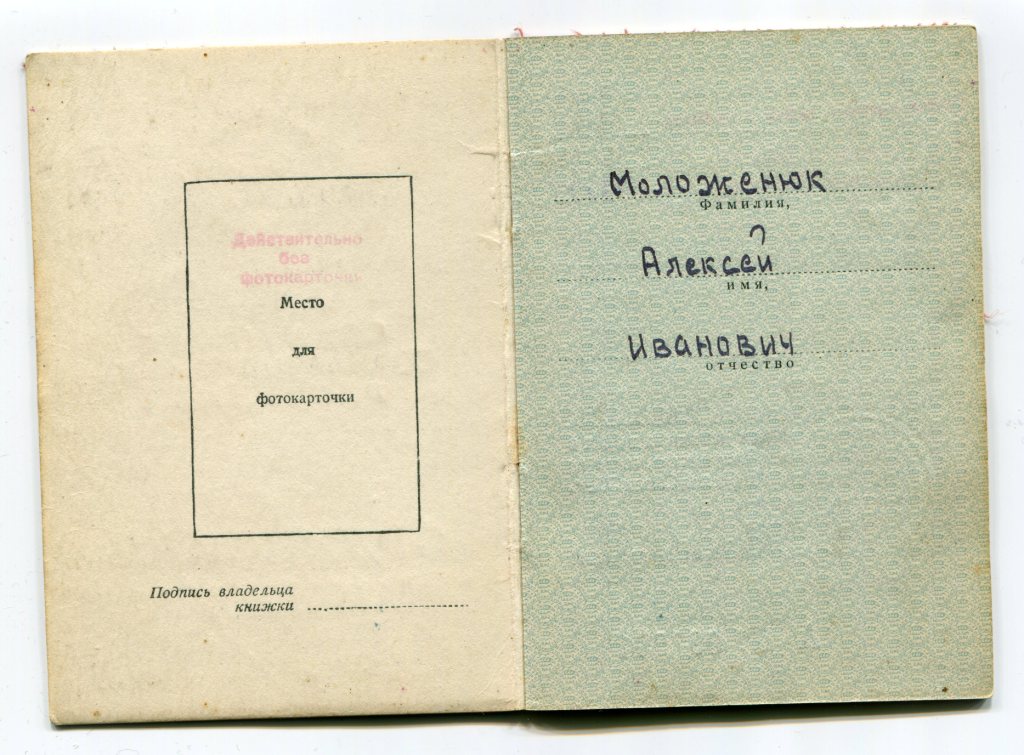 Действительно
без
фотокарточки
Место
для
фотокарточки
Подпись владельца
книжки
Моложенюк
Фамилия,
Алексей
имя,
Иванович
отчество